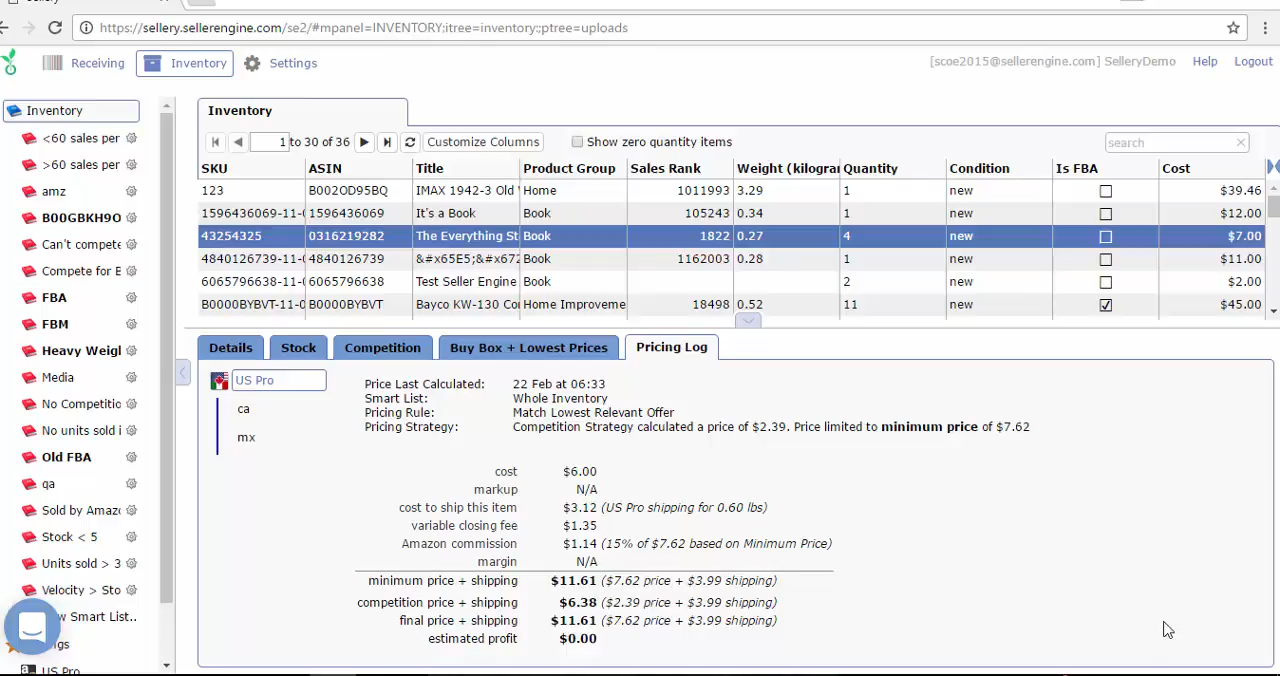 https://sellery.sellerengine.com/se2/#mpanel=INVENTORY;itree=inventory;ptree=uploads
Receiving Inventory Settings [scoe2015@sellerengine.com] SelleryDemo Help Logout
Inventory
<60 sales per
>60 sales per
amz
B00GBKH9O
Can't compete
Compete for B
FBA
FBM
Heavy Weigl
Media
No Competitio
No units sold i
Old FBA
qa
Sold by Amazo
Stock < 5
Units sold > 3
Velocity > Sto
w Smart List..
gs
US Pro
Inventory
1 to 30 of 36 Customize Columns Show zero quantity items search
SKU ASIN Title Product Group Sales Rank Weight (kilogra Quantity Condition Is FBA Cost
123 B002OD95BQ IMAX 1942-3 Old Home 1011993 3.29 1 new $39.46
1596436069-11- 1596436069 It's a Book Book 105243 0.34 1 new $12.00
43254325 0316219282 The Everything St Book 1822 0.27 4 new $7.00
4840126739-11- 4840126739 &#x65E5;&#x672 Book 1162003 0.28 1 new $11.00
6065796638-11- 6065796638 Test Seller Engine Book 2 new $2.00
B0000BYBVT-11- B0000BYBVT Bayco KW-130 Co Home Improveme 18498 0.52 11 new $45.00
Details Stock Competition Buy Box + Lowest Prices Pricing Log
US Pro
ca
mx
Price Last Calculated: 22 Feb at 06:33
Smart List: Whole Inventory
Pricing Rule: Match Lowest Relevant Offer
Pricing Strategy: Competition Strategy calculated a price of $2.39. Price limited to minimum price of $7.62
cost $6.00
markup N/A
cost to ship this item $3.12 (US Pro shipping for 0.60 lbs)
variable closing fee $1.35
Amazon commission $1.14 (15% of $7.62 based on Minimum Price)
margin N/A
minimum price + shipping $11.61 ($7.62 price + $3.99 shipping)
competition price + shipping $6.38 ($2.39 price + $3.99 shipping)
final price + shipping $11.61 ($7.62 price + $3.99 shipping)
estimated profit $0.00